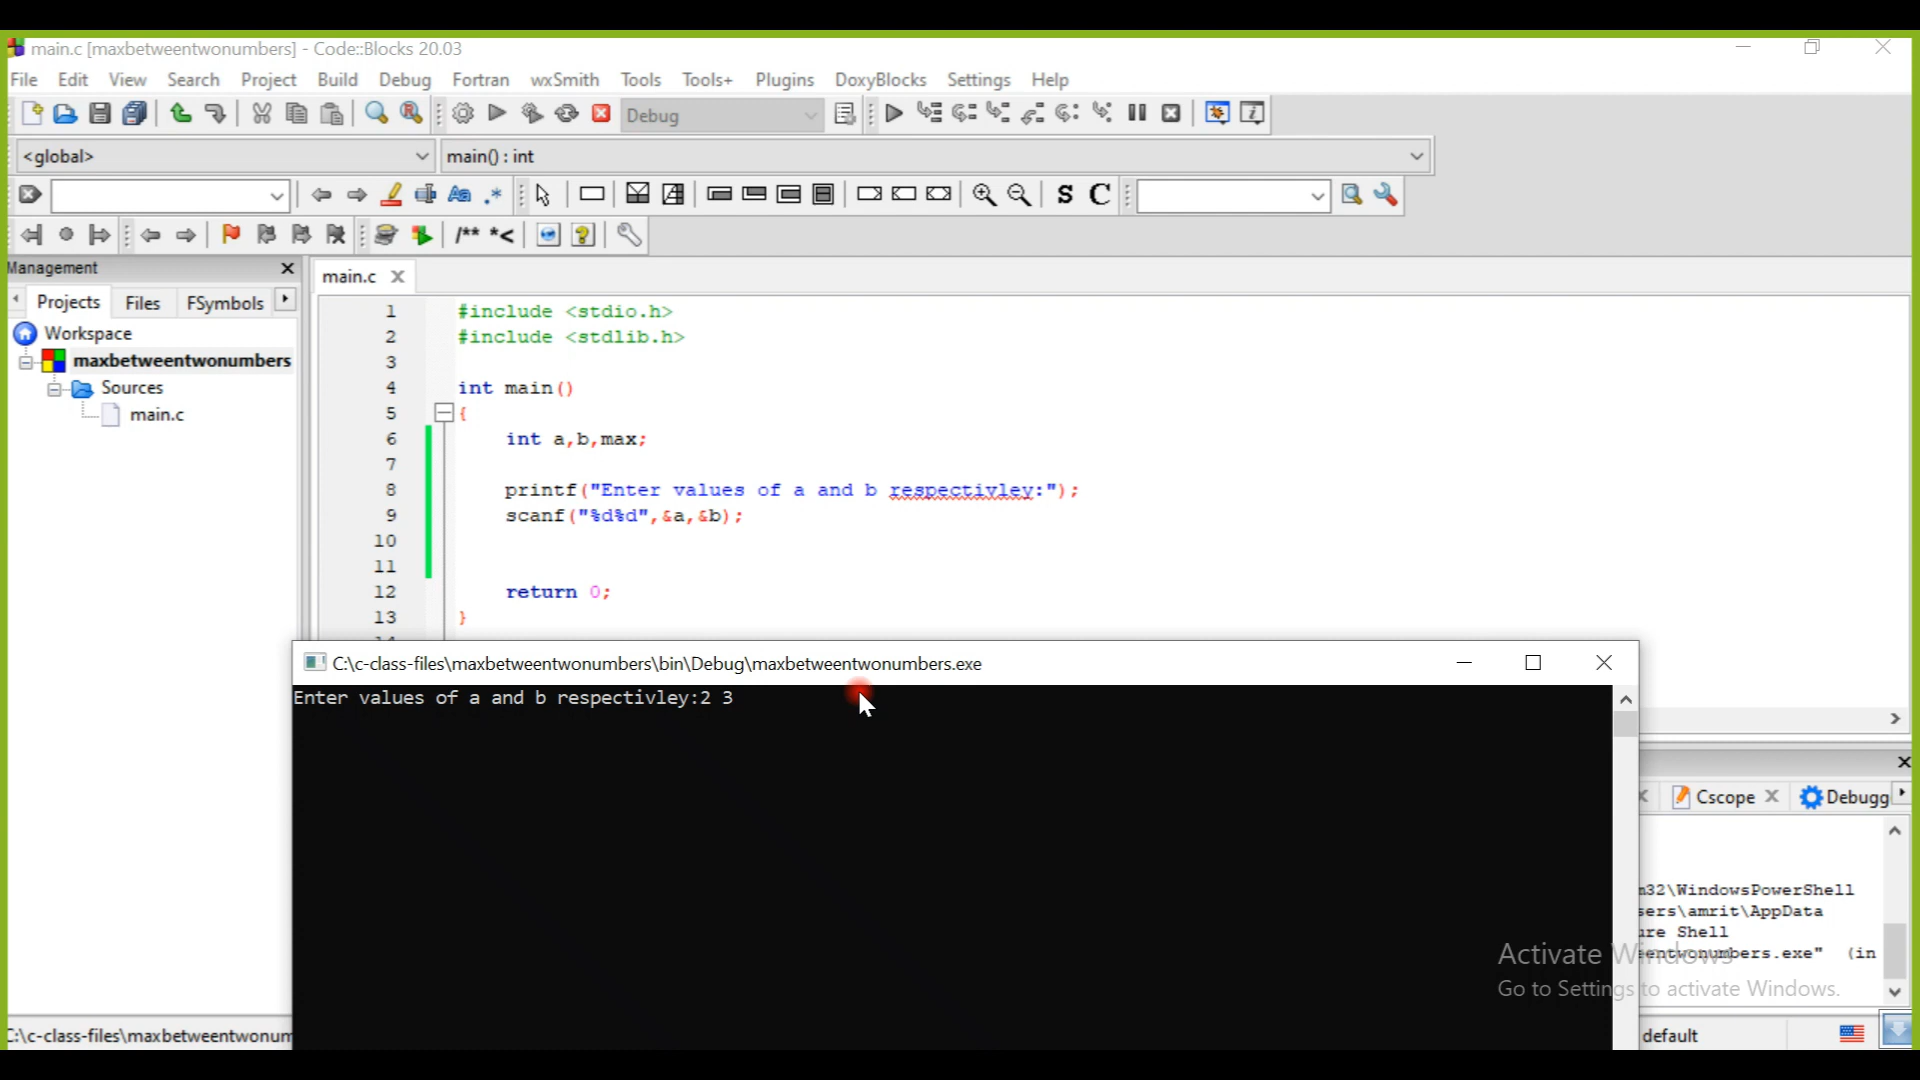 main.c [maxbetweentwonumbers] - Code::Blocks 20.03
File Edit View Search Project Build Debug Fortran wxSmith Tools Tools+ Plugins DoxyBlocks Settings Help
Debug
<global> main() : int
S C
/** *<
Management
main.c
Projects Files FSymbols
Workspace
maxbetweentwonumbers
Sources
main.c
1 #include <stdio.h>
2 #include <stdlib.h>
3
4 int main()
5 {
6 int a,b,max;
7
8 printf("Enter values of a and b respectivley:");
9 scanf("%d%d",&a,&b);
10
11
12 return 0;
13 }
C:\c-class-files\maxbetweentwonumbers\bin\Debug\maxbetweentwonumbers.exe
Enter values of a and b respectivley:2 3
Cscope Debugg
m32\WindowsPowerShell
sers\amrit\AppData
ure Shell
eentwonumbers.exe" (in
Activate Windows
Go to Settings to activate Windows.
:\c-class-files\maxbetweentwonum
default